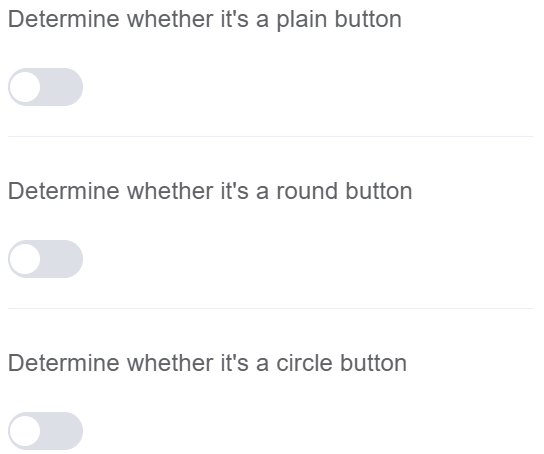 Determine whether it's a plain button
Determine whether it's a round button
Determine whether it's a circle button